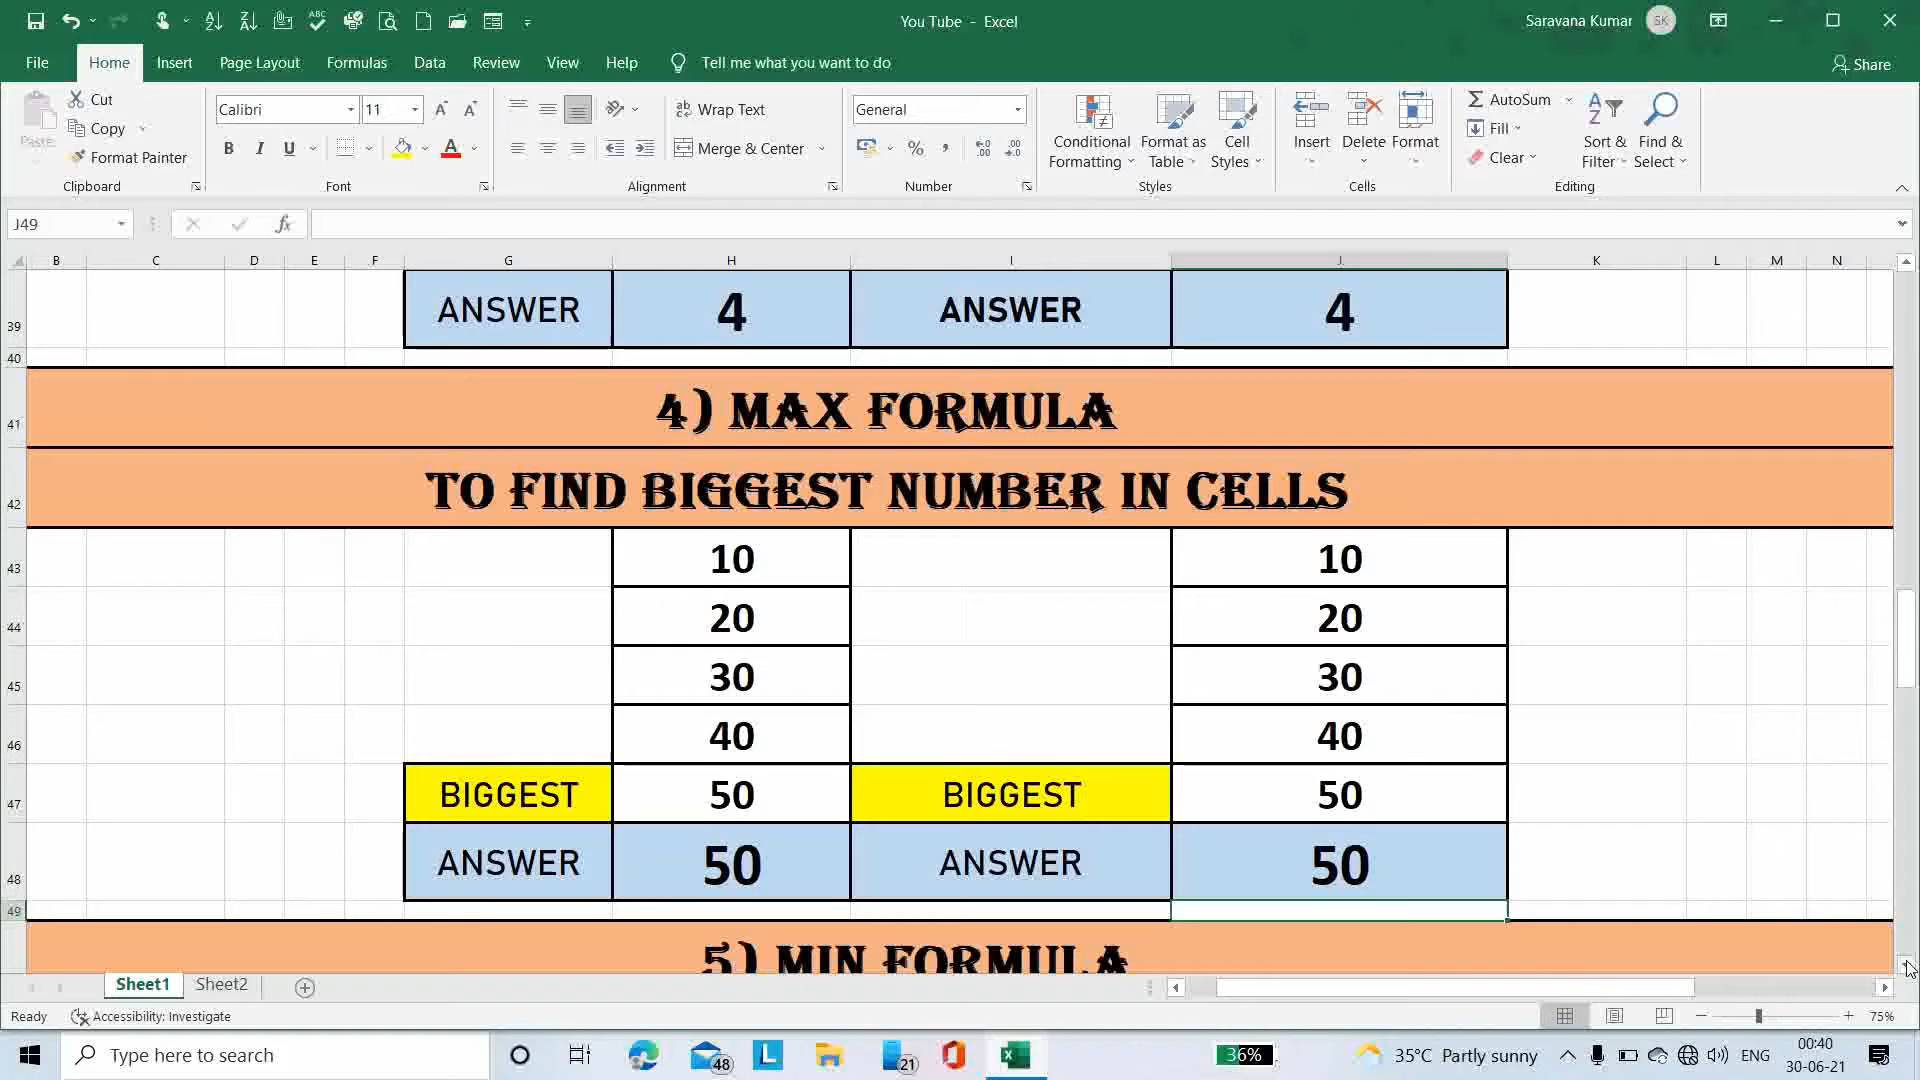 You Tube - Excel
Saravana Kumar
SK
File Home Insert Page Layout Formulas Data Review View Help Tell me what you want to do
Share
Paste
Cut
Copy
Format Painter
Clipboard
Calibri 11
B I U
Font
Wrap Text
Merge & Center
Alignment
General
Number
Conditional Formatting
Format as Table
Cell Styles
Styles
Insert Delete Format
Cells
AutoSum
Fill
Clear
Sort & Filter
Find & Select
Editing
J49
fx
B C D E F G H I J K L M N
39 ANSWER 4 ANSWER 4
40
41 4) MAX FORMULA
42 TO FIND BIGGEST NUMBER IN CELLS
43 10 10
44 20 20
45 30 30
46 40 40
47 BIGGEST 50 BIGGEST 50
48 ANSWER 50 ANSWER 50
49
5) MIN FORMULA
Sheet1 Sheet2
Ready Accessibility: Investigate
75%
Type here to search
48
L
21
36%
35°C Partly sunny
ENG
00:40
30-06-21